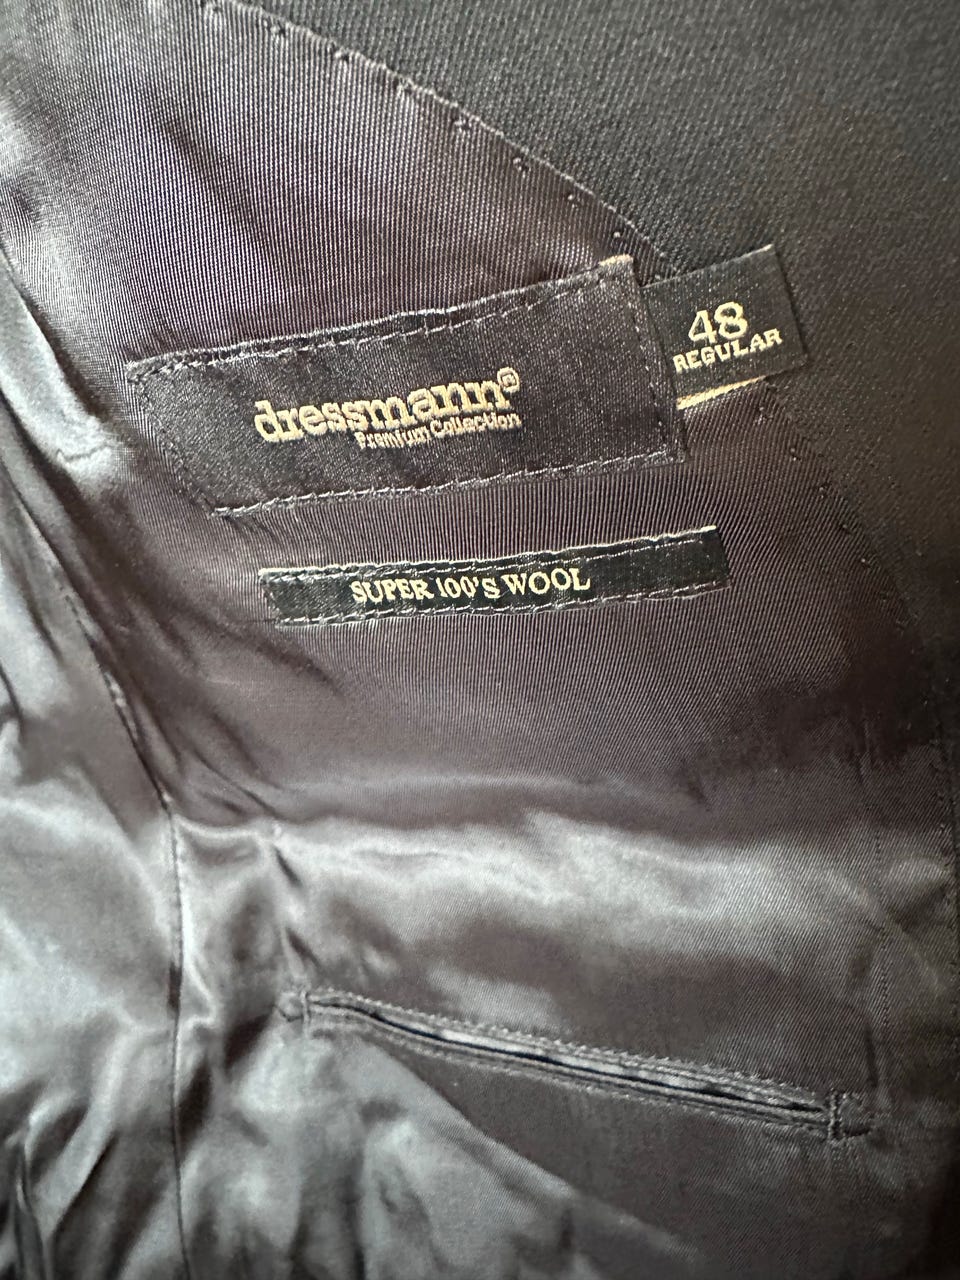 dressmann®
Premium Collection
48
REGULAR
SUPER 100'S WOOL